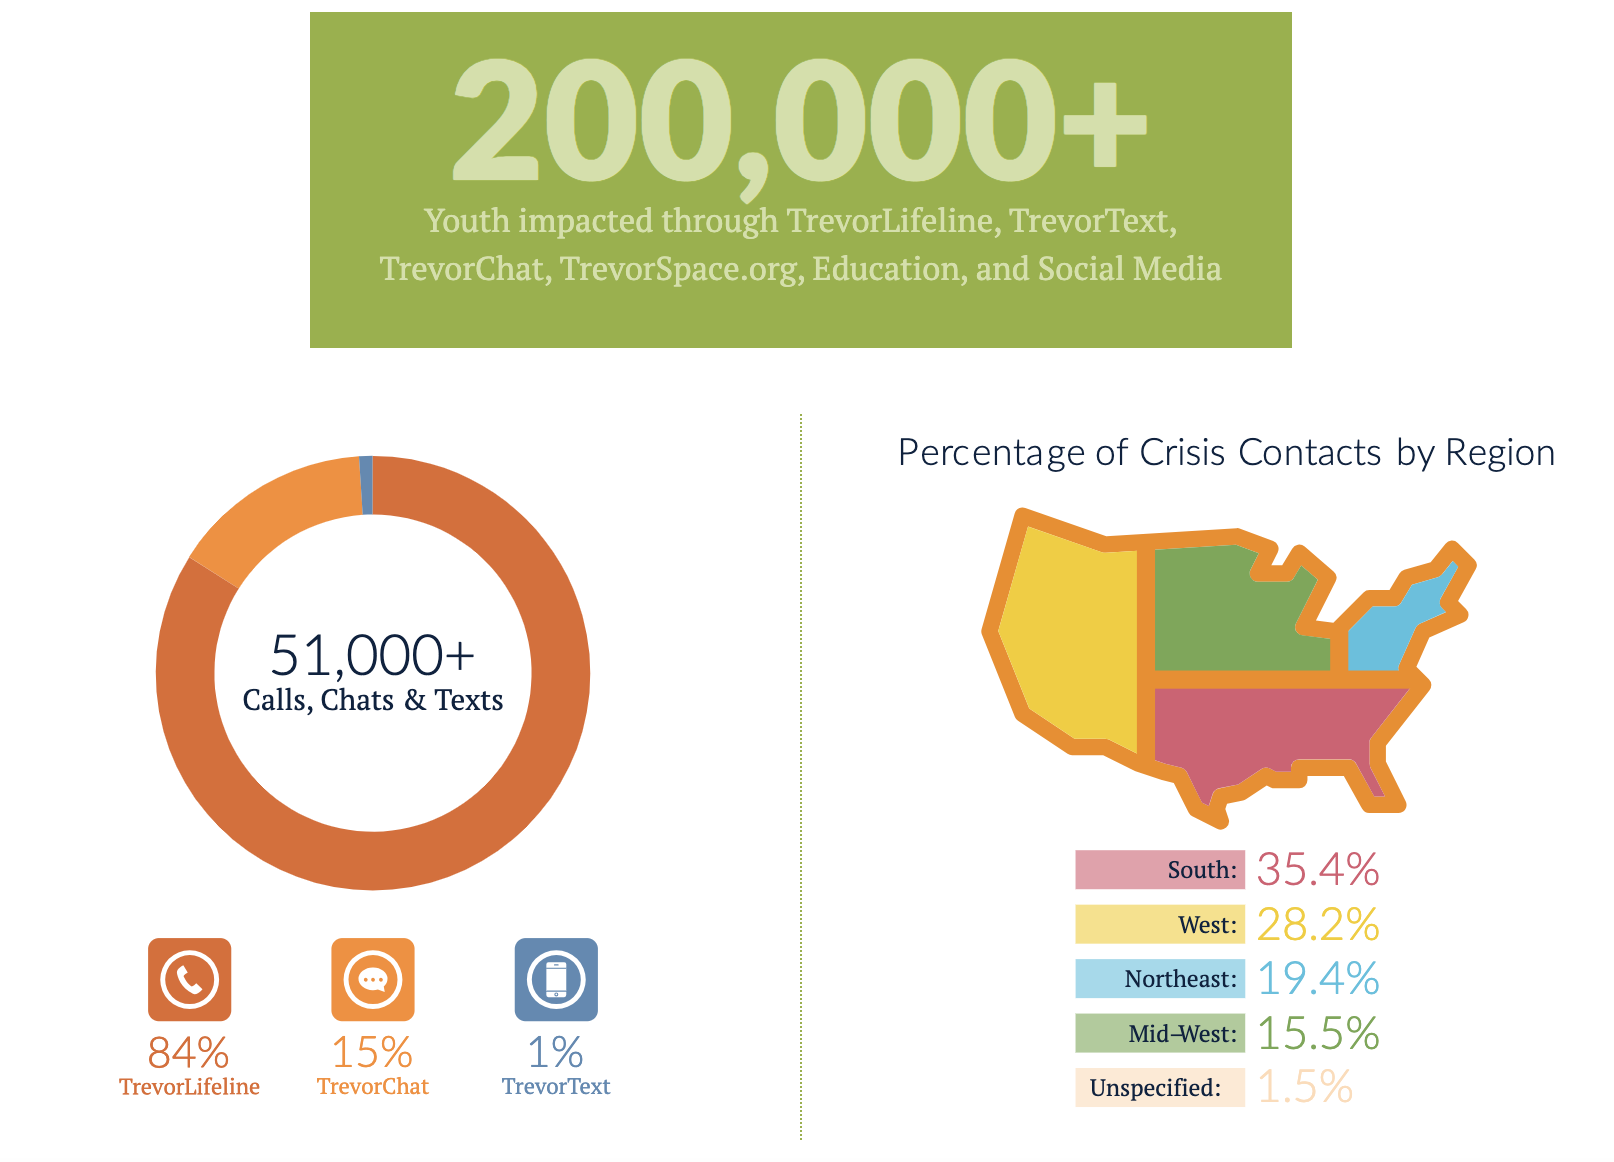 200,000+
Youth impacted through TrevorLifeline, TrevorText,
TrevorChat, TrevorSpace.org, Education, and Social Media
51,000+
Calls, Chats & Texts
84%
TrevorLifeline
15%
TrevorChat
1%
TrevorText
Percentage of Crisis Contacts by Region
South: 35.4%
West: 28.2%
Northeast: 19.4%
Mid-West: 15.5%
Unspecified: 1.5%